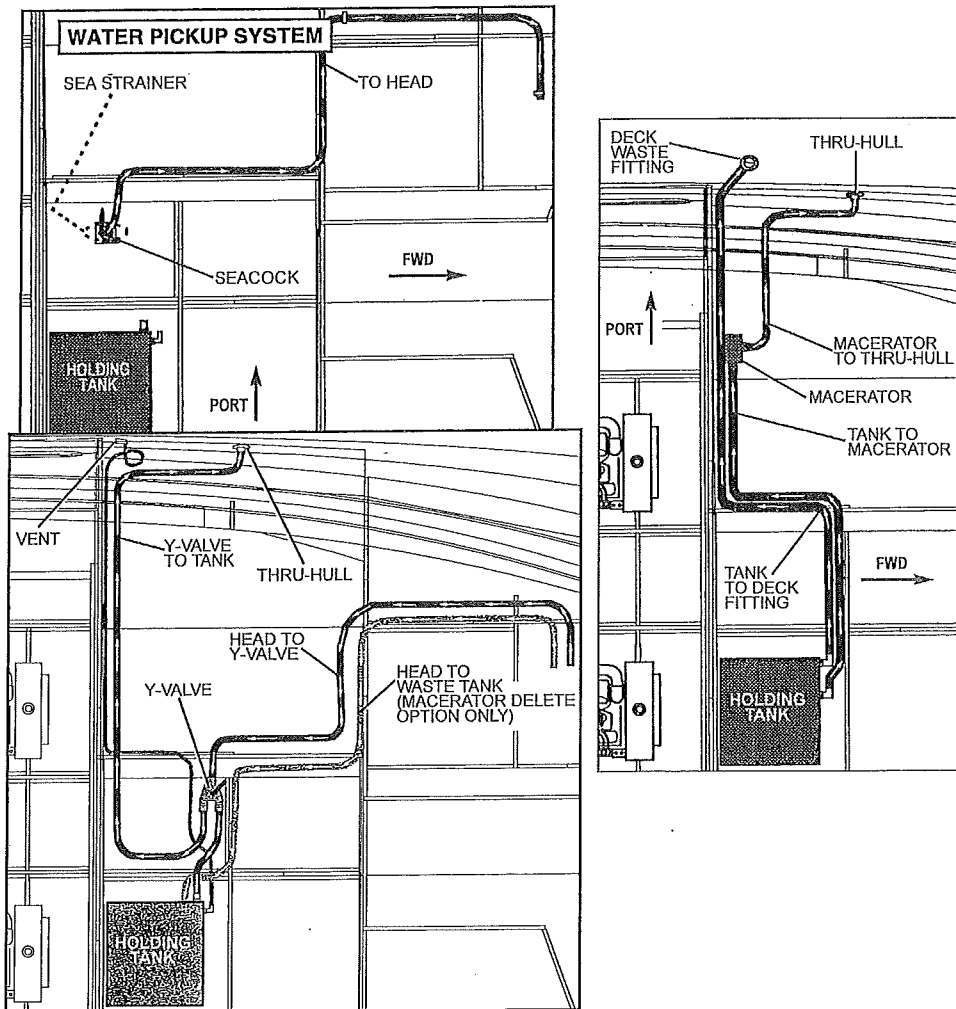 WATER PICKUP SYSTEM
SEA STRAINER
TO HEAD
SEACOCK
FWD
HOLDING
TANK
PORT
DECK
WASTE
FITTING
THRU-HULL
PORT
MACERATOR
TO THRU-HULL
MACERATOR
TANK TO
MACERATOR
TANK
TO DECK
FITTING
FWD
HOLDING
TANK
VENT
Y-VALVE
TO TANK
THRU-HULL
HEAD TO
Y-VALVE
Y-VALVE
HEAD TO
WASTE TANK
(MACERATOR DELETE
OPTION ONLY)
HOLDING
TANK